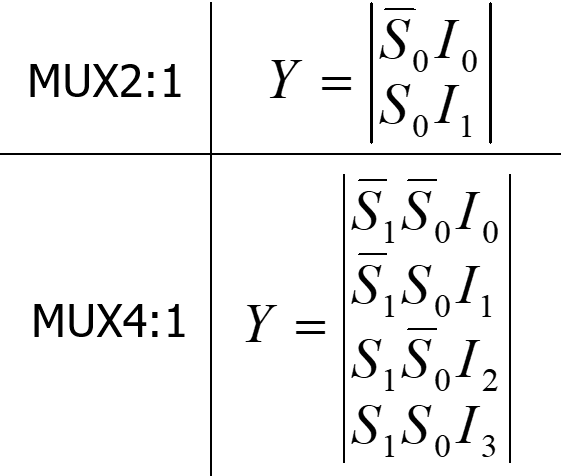 MUX2:1
Y = | S̅₀I₀
S₀I₁ |
MUX4:1
Y = | S̅₁S̅₀I₀
S̅₁S₀I₁
S₁S̅₀I₂
S₁S₀I₃ |